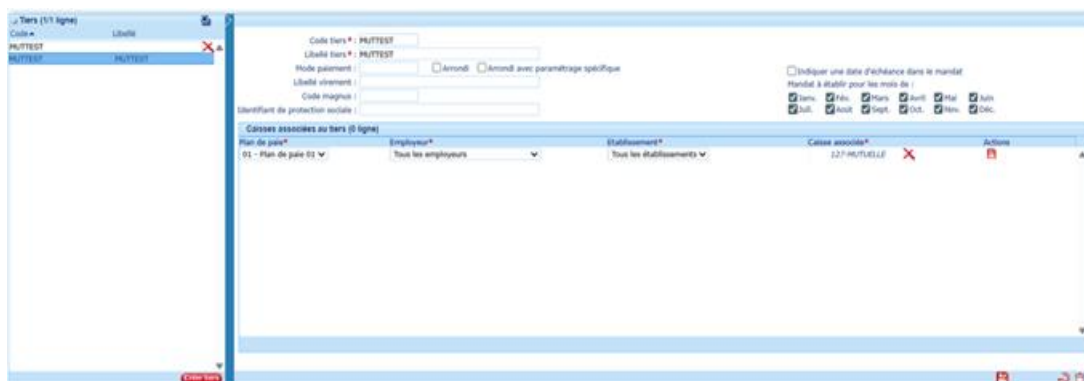 Tiers (1/1 ligne)
Code Libellé
MUTTEST
MUTTEST MUTTEST
Créer tiers
Code tiers * : MUTTEST
Libellé tiers * : MUTTEST
Mode paiement : Arrondi Arrondi avec paramétrage spécifique
Libellé virement :
Code magnus :
Identifiant de protection sociale :
Indiquer une date d'échéance dans le mandat
Mandat à établir pour les mois de :
Janv. Fév. Mars Avril Mai Juin
Juil. Août Sept. Oct. Nov. Déc.
Caisses associées au tiers (0 ligne)
Plan de paie* Employeur* Etablissement* Caisse associée* Actions
01 - Plan de paie 01 Tous les employeurs Tous les établissements 127-MUTUELLE